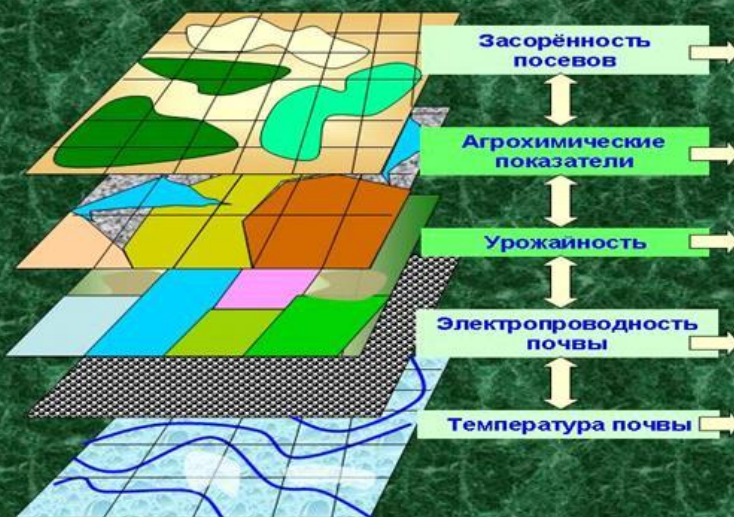 Засорённость
посевов
Агрохимические
показатели
Урожайность
Электропроводность
почвы
Температура почвы